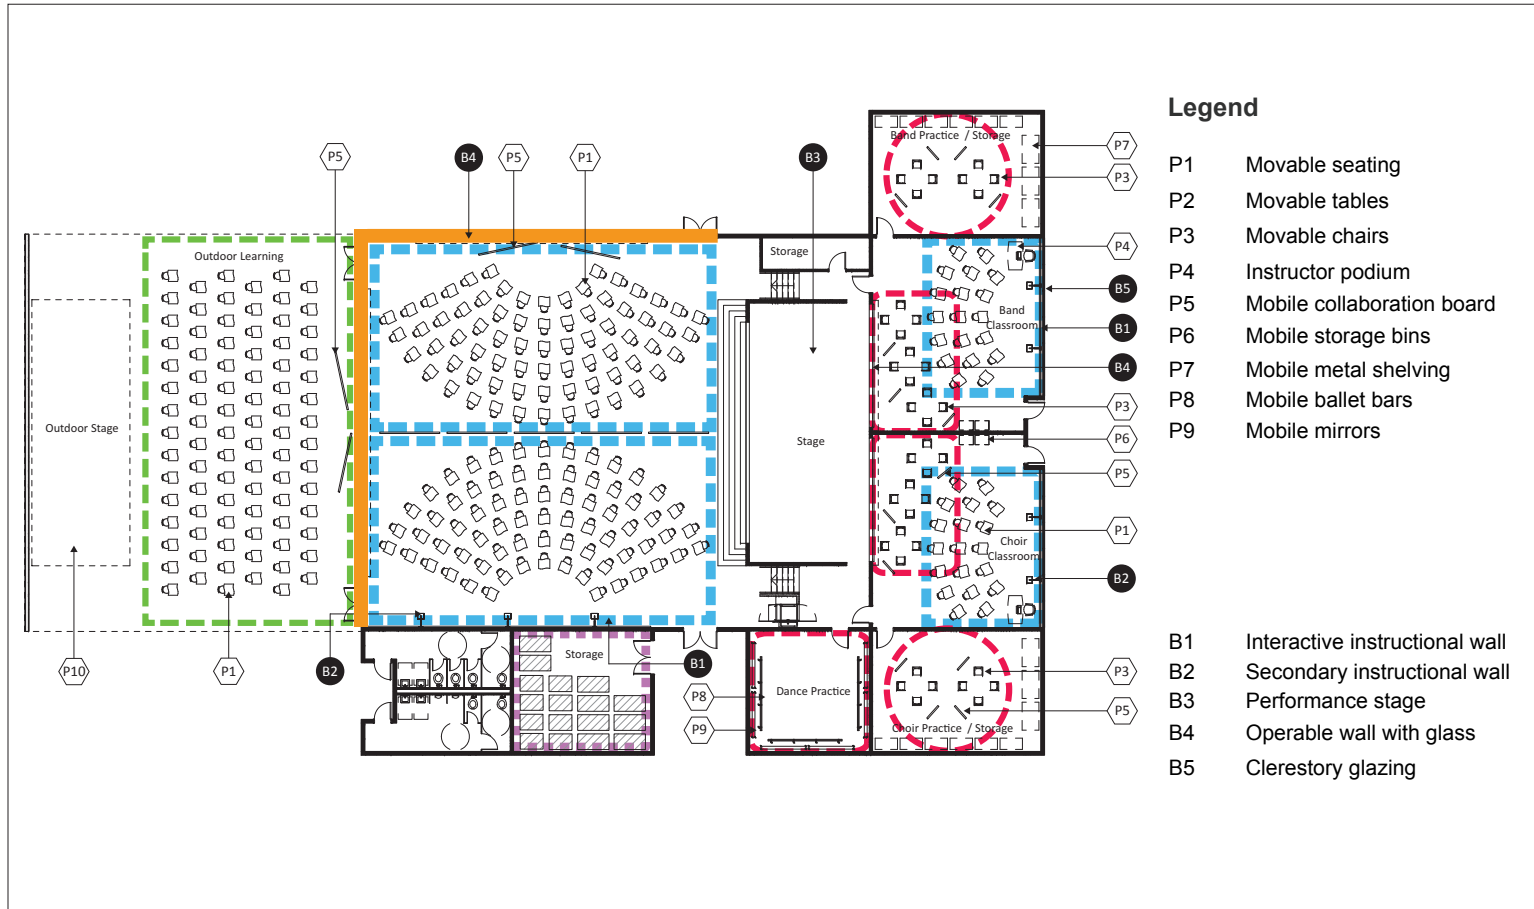 Legend
P1 Movable seating
P2 Movable tables
P3 Movable chairs
P4 Instructor podium
P5 Mobile collaboration board
P6 Mobile storage bins
P7 Mobile metal shelving
P8 Mobile ballet bars
P9 Mobile mirrors
B1 Interactive instructional wall
B2 Secondary instructional wall
B3 Performance stage
B4 Operable wall with glass
B5 Clerestory glazing
P5
B4
P5
P1
B3
Band Practice / Storage
P7
P3
Outdoor Learning
Storage
P4
B5
Band
Classroom
B1
B4
P3
Outdoor Stage
Stage
P6
P5
P1
Choir
Classroom
B2
P10
P1
B2
Storage
B1
P8
P9
Dance Practice
P3
P5
Choir Practice / Storage